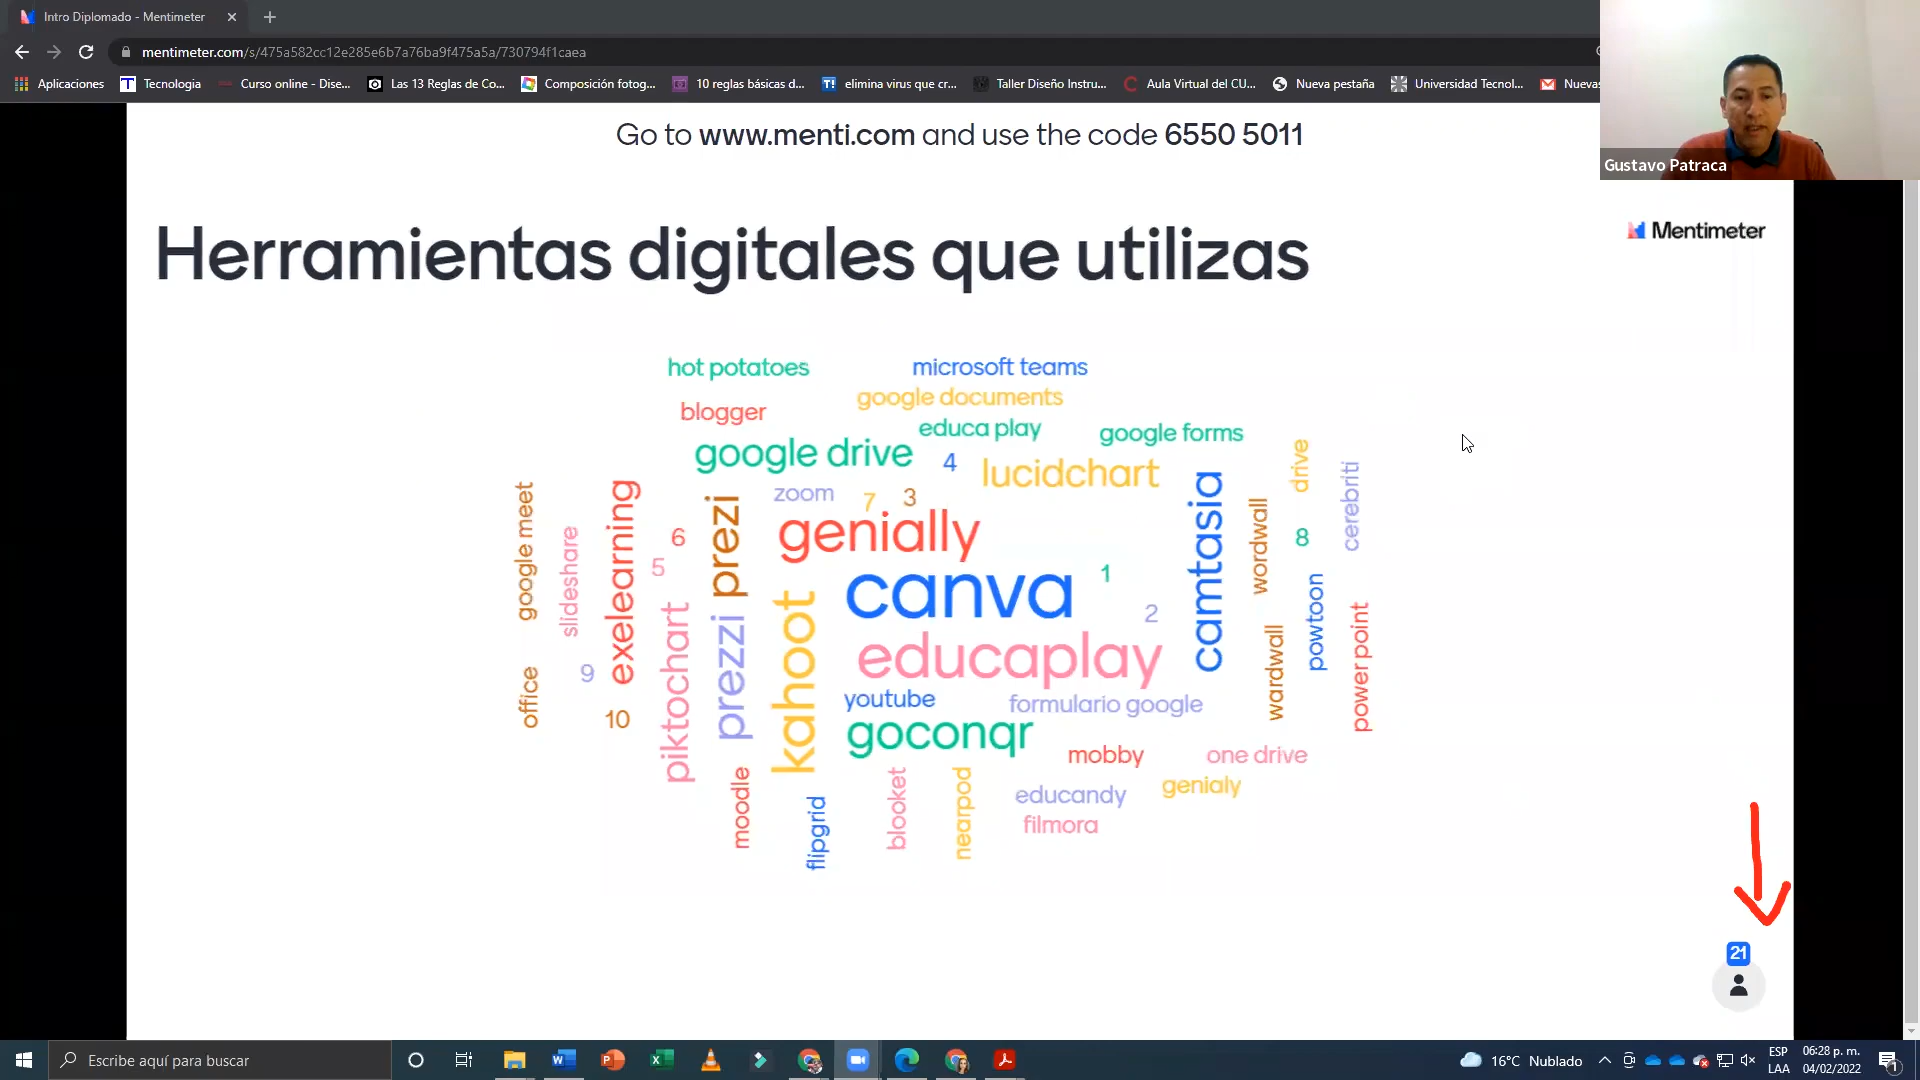 Intro Diplomado - Mentimeter
mentimeter.com/s/475a582cc12e285e6b7a76ba9f475a5a/730794f1caea
Aplicaciones Tecnologia Curso online - Dise... Las 13 Reglas de Co... Composición fotog... 10 reglas básicas d... elimina virus que cr... Taller Diseño Instru... Aula Virtual del CU... Nueva pestaña Universidad Tecnol... Nuevas
Gustavo Patraca
Go to www.menti.com and use the code 6550 5011
Mentimeter
Herramientas digitales que utilizas
hot potatoes
microsoft teams
google documents
blogger
educa play
google forms
google drive
4
lucidchart
drive
cerebriti
google meet
slideshare
exelearning
6
5
prezi
zoom
7
3
genially
camtasia
wordwall
8
canva
1
2
educaplay
powtoon
power point
wardwall
office
9
10
piktochart
prezzi
kahoot
youtube
formulario google
goconqr
mobby
one drive
genialy
moodle
flipgrid
blooket
nearpod
educandy
filmora
21
Escribe aquí para buscar
16°C Nublado
ESP
LAA
06:28 p. m.
04/02/2022
1